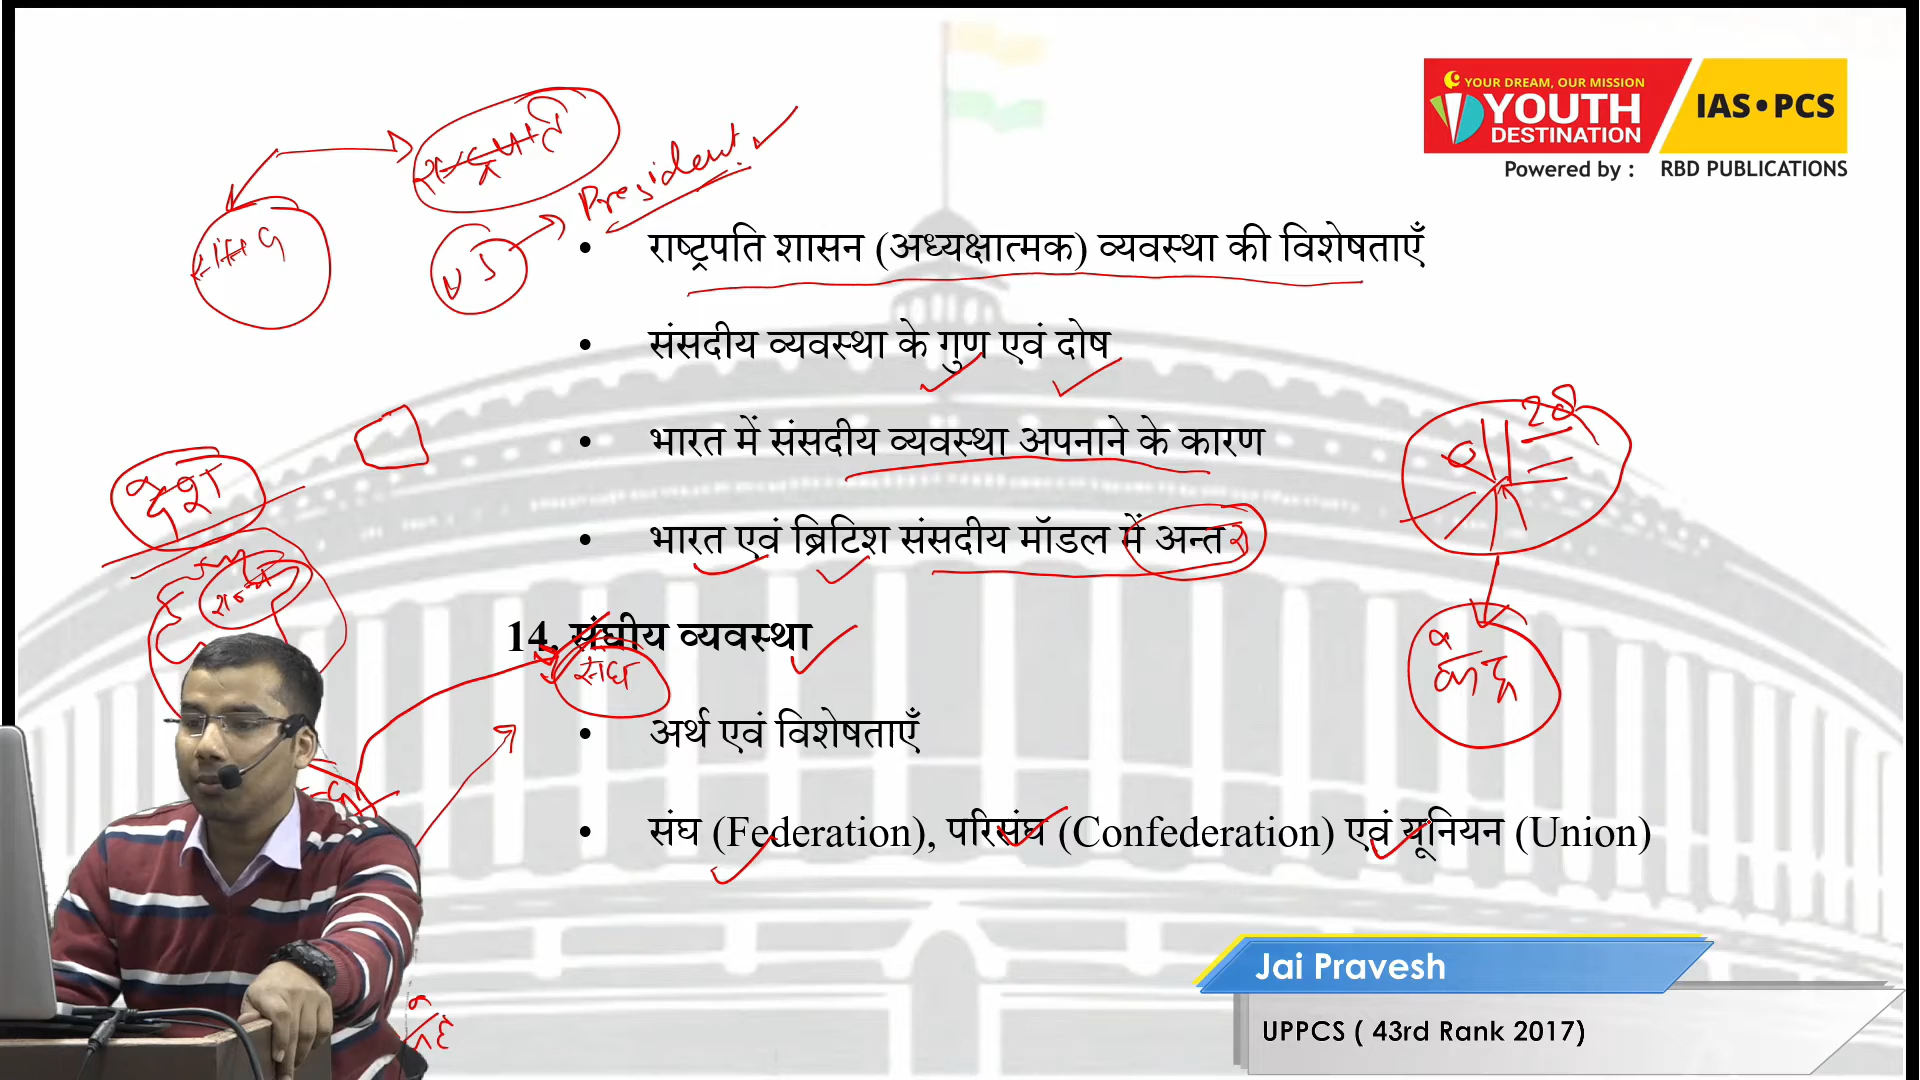 YOUR DREAM, OUR MISSION
YOUTH
DESTINATION
IAS•PCS
Powered by : RBD PUBLICATIONS
President
US
• राष्ट्रपति शासन (अध्यक्षात्मक) व्यवस्था की विशेषताएँ
• संसदीय व्यवस्था के गुण एवं दोष
• भारत में संसदीय व्यवस्था अपनाने के कारण
28
देश
• भारत एवं ब्रिटिश संसदीय मॉडल में अन्तर
राज्य
14. संघीय व्यवस्था
संघ
केंद्र
• अर्थ एवं विशेषताएँ
• संघ (Federation), परिसंघ (Confederation) एवं यूनियन (Union)
Jai Pravesh
UPPCS ( 43rd Rank 2017)